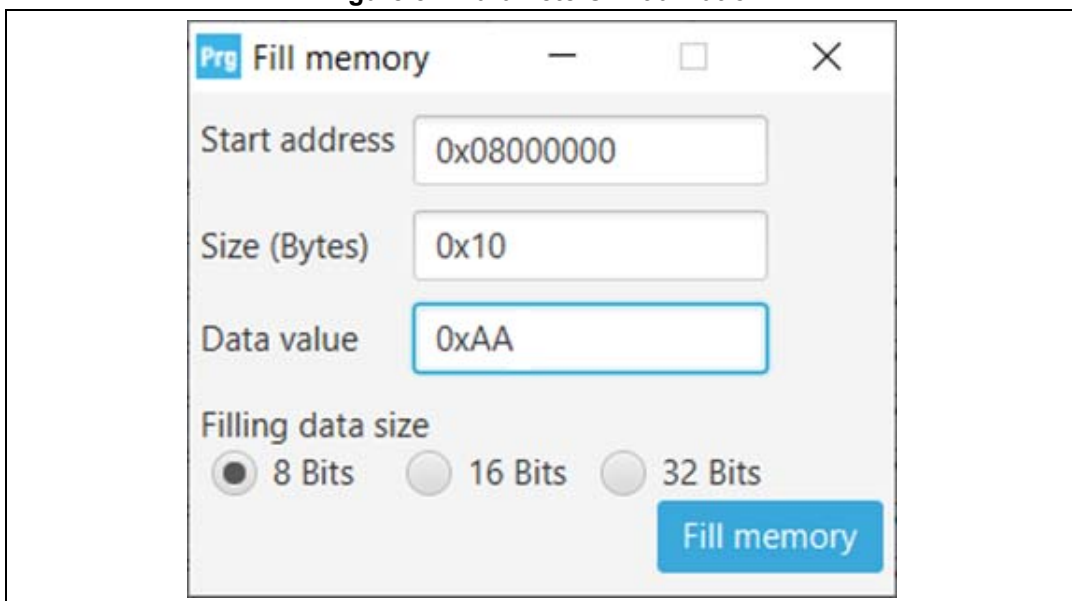 Prg Fill memory
Start address 0x08000000
Size (Bytes) 0x10
Data value 0xAA
Filling data size
8 Bits 16 Bits 32 Bits
Fill memory